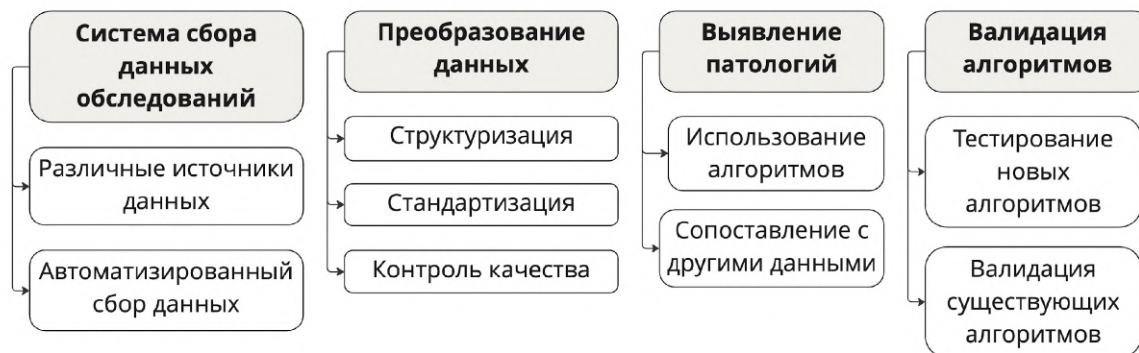 Система сбора
данных
обследований
Различные источники
данных
Автоматизированный
сбор данных
Преобразование
данных
Структуризация
Стандартизация
Контроль качества
Выявление
патологий
Использование
алгоритмов
Сопоставление с
другими данными
Валидация
алгоритмов
Тестирование
новых
алгоритмов
Валидация
существующих
алгоритмов